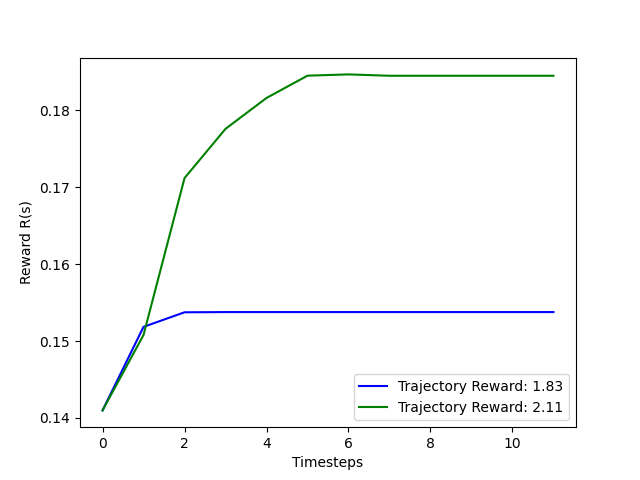 0.18
0.17
0.16
0.15
0.14
Reward R(s)
0 2 4 6 8 10
Timesteps
Trajectory Reward: 1.83
Trajectory Reward: 2.11